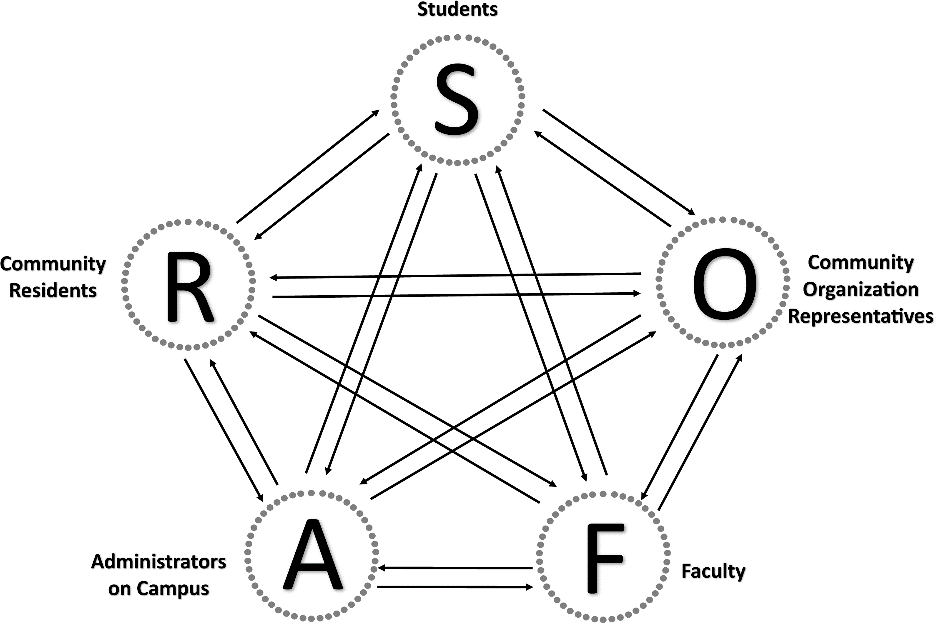 Students
S
Community
Residents
R
O
Community
Organization
Representatives
Administrators
on Campus
A
F
Faculty